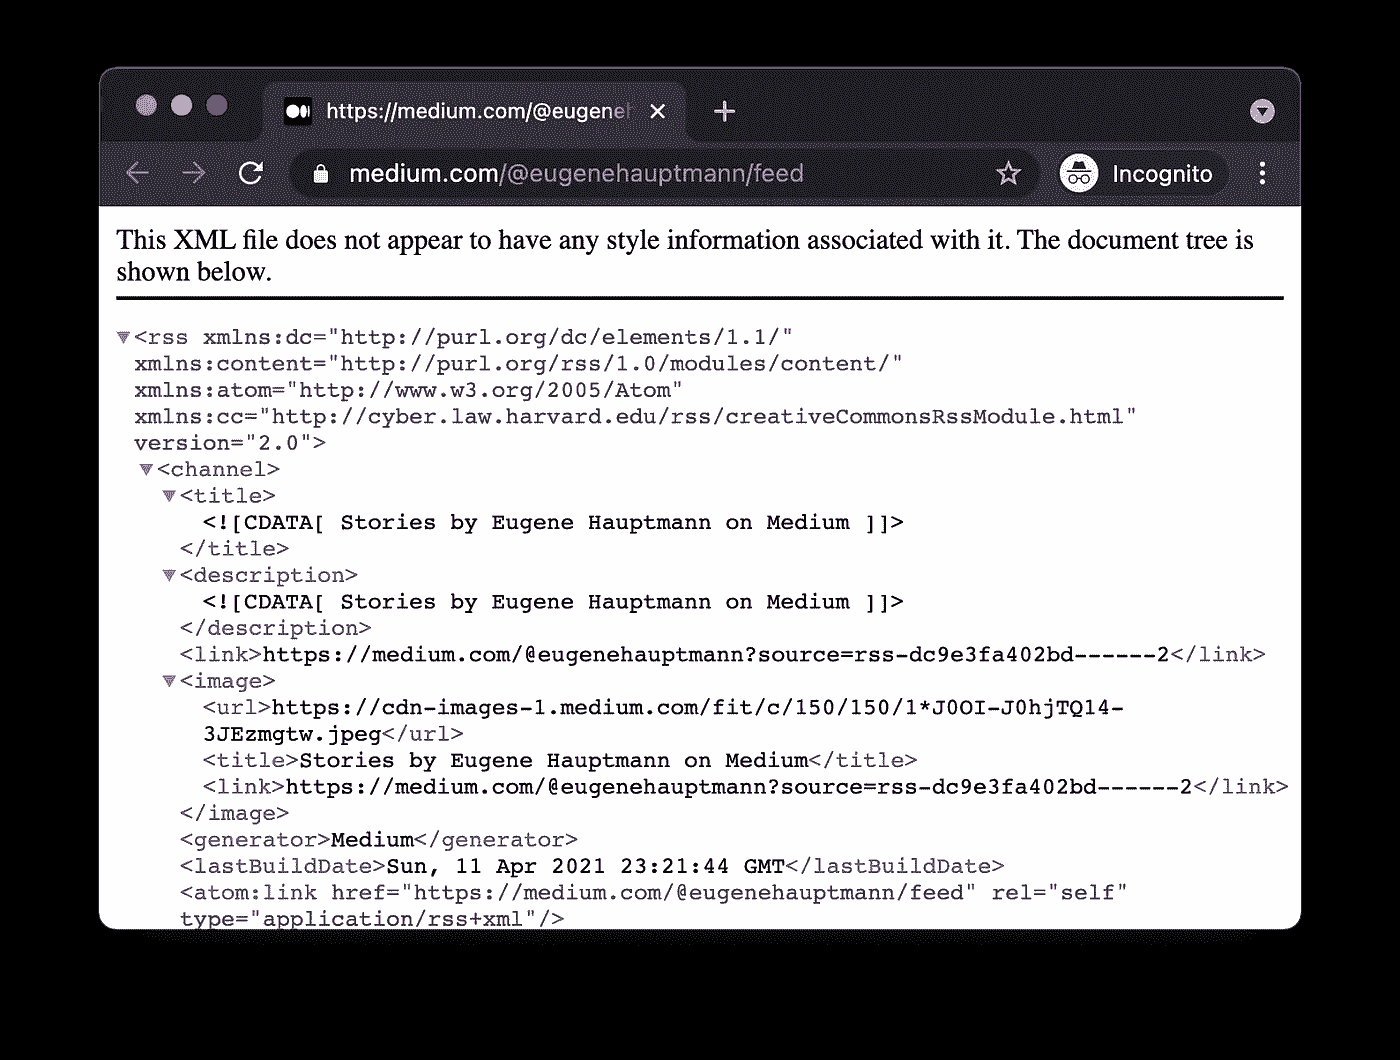 https://medium.com/@eugeneh
medium.com/@eugenehauptmann/feed
Incognito
This XML file does not appear to have any style information associated with it. The document tree is
shown below.
<rss xmlns:dc="http://purl.org/dc/elements/1.1/"
xmlns:content="http://purl.org/rss/1.0/modules/content/"
xmlns:atom="http://www.w3.org/2005/Atom"
xmlns:cc="http://cyber.law.harvard.edu/rss/creativeCommonsRssModule.html"
version="2.0">
<channel>
<title>
<![CDATA[ Stories by Eugene Hauptmann on Medium ]]>
</title>
<description>
<![CDATA[ Stories by Eugene Hauptmann on Medium ]]>
</description>
<link>https://medium.com/@eugenehauptmann?source=rss-dc9e3fa402bd------2</link>
<image>
<url>https://cdn-images-1.medium.com/fit/c/150/150/1*J0OI-J0hjTQ14-
3JEzmgtw.jpeg</url>
<title>Stories by Eugene Hauptmann on Medium</title>
<link>https://medium.com/@eugenehauptmann?source=rss-dc9e3fa402bd------2</link>
</image>
<generator>Medium</generator>
<lastBuildDate>Sun, 11 Apr 2021 23:21:44 GMT</lastBuildDate>
<atom:link href="https://medium.com/@eugenehauptmann/feed" rel="self"
type="application/rss+xml"/>